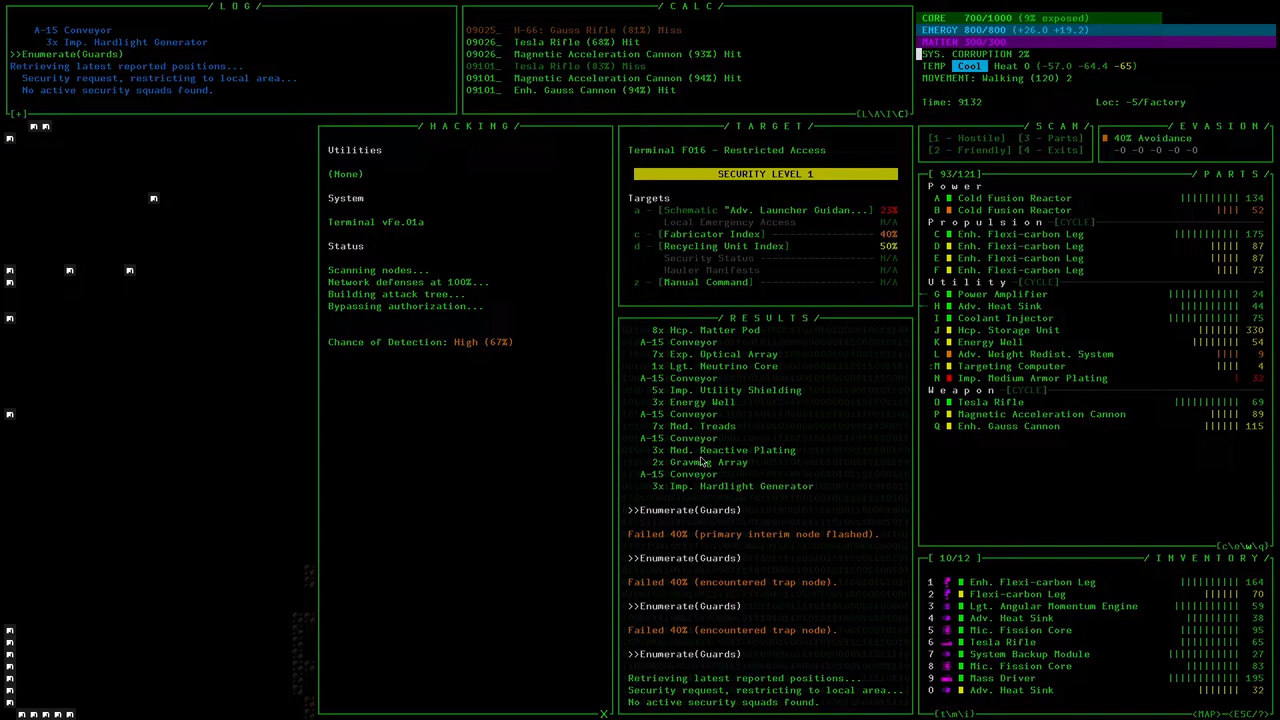 / L O G /
A-15 Conveyor
3x Imp. Hardlight Generator
>>Enumerate(Guards)
Retrieving latest reported positions...
Security request, restricting to local area...
No active security squads found.
[+]
/ C A L C /
09025_ H-66: Gauss Rifle (81%) Miss
09026_ Tesla Rifle (68%) Hit
09026_ Magnetic Acceleration Cannon (93%) Hit
09101_ Tesla Rifle (83%) Miss
09101_ Magnetic Acceleration Cannon (94%) Hit
09101_ Enh. Gauss Cannon (94%) Hit
(L\A\I\C)
CORE 700/1000 (9% exposed)
ENERGY 800/800 (+26.0 +19.2)
MATTER 300/300
SYS. CORRUPTION 2%
TEMP Cool Heat 0 (-57.0 -64.4 -65)
MOVEMENT: Walking (120) 2
Time: 9132 Loc: -5/Factory
/ H A C K I N G /
Utilities
(None)
System
Terminal vFe.01a
Status
Scanning nodes...
Network defenses at 100%...
Building attack tree...
Bypassing authorization...
Chance of Detection: High (67%)
X
/ T A R G E T /
Terminal F016 - Restricted Access
SECURITY LEVEL 1
Targets
a - [Schematic "Adv. Launcher Guidan...] 23%
Local Emergency Access N/A
c - [Fabricator Index] 40%
d - [Recycling Unit Index] 50%
Security Status N/A
Hauler Manifests N/A
z - [Manual Command] N/A
/ R E S U L T S /
8x Hcp. Matter Pod
A-15 Conveyor
7x Exp. Optical Array
1x Lgt. Neutrino Core
A-15 Conveyor
5x Imp. Utility Shielding
3x Energy Well
A-15 Conveyor
7x Med. Treads
A-15 Conveyor
3x Med. Reactive Plating
2x Gravmag Array
A-15 Conveyor
3x Imp. Hardlight Generator
>>Enumerate(Guards)
Failed 40% (primary interim node flashed).
>>Enumerate(Guards)
Failed 40% (encountered trap node).
>>Enumerate(Guards)
Failed 40% (encountered trap node).
>>Enumerate(Guards)
Retrieving latest reported positions...
Security request, restricting to local area...
No active security squads found.
/ S C A N /
[1 - Hostile] [3 - Parts]
[2 - Friendly] [4 - Exits]
/ E V A S I O N /
40% Avoidance
-0 -0 -0 -0 -0
[ 93/121] / P A R T S /
Power
A Cold Fusion Reactor 134
B Cold Fusion Reactor 52
Propulsion [CYCLE]
C Enh. Flexi-carbon Leg 175
D Enh. Flexi-carbon Leg 87
E Enh. Flexi-carbon Leg 87
F Enh. Flexi-carbon Leg 73
Utility [CYCLE]
G Power Amplifier 24
H Adv. Heat Sink 44
I Coolant Injector 75
J Hcp. Storage Unit 330
K Energy Well 54
L Adv. Weight Redist. System 9
:M Targeting Computer 4
N Imp. Medium Armor Plating 32
Weapon [CYCLE]
O Tesla Rifle 69
P Magnetic Acceleration Cannon 89
Q Enh. Gauss Cannon 115
[c\e\w\q]
[ 10/12 ] / I N V E N T O R Y /
1 Enh. Flexi-carbon Leg 164
2 Flexi-carbon Leg 70
3 Lgt. Angular Momentum Engine 59
4 Adv. Heat Sink 38
5 Mic. Fission Core 95
6 Tesla Rifle 65
7 System Backup Module 27
8 Mic. Fission Core 83
9 Mass Driver 195
0 Adv. Heat Sink 32
[t\m\i] <MAP>-<ESC/?>